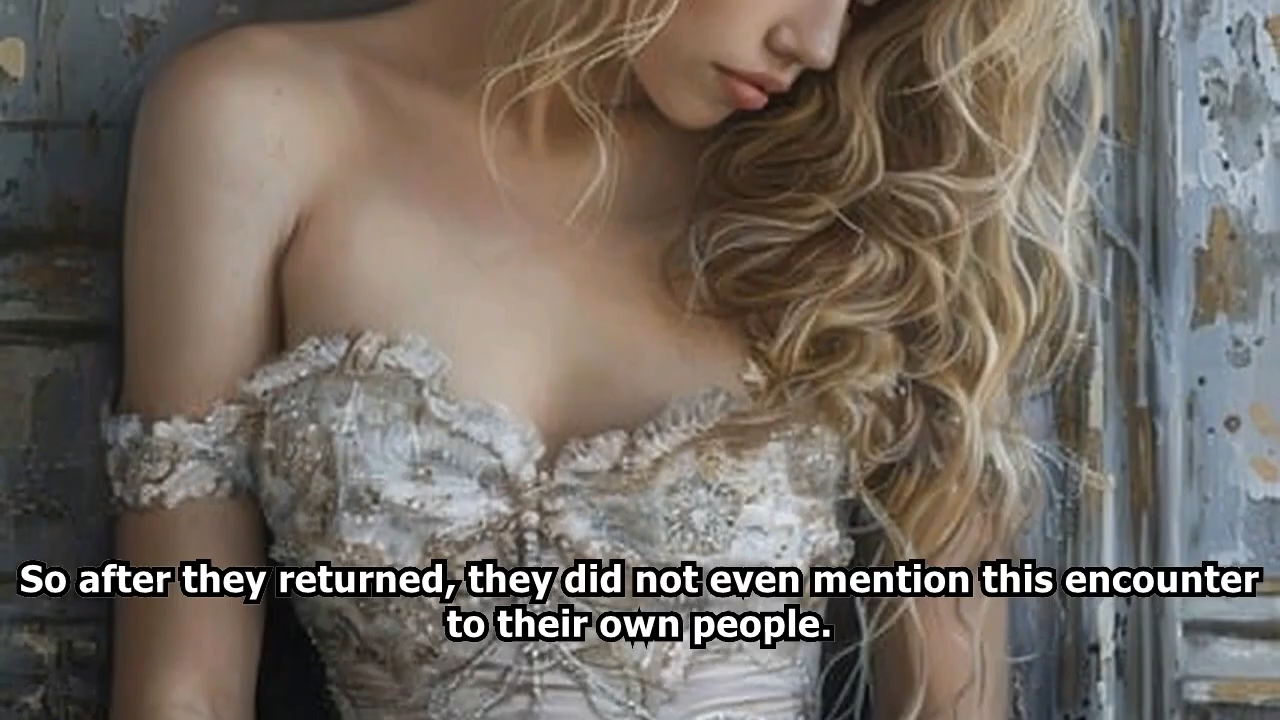 So after they returned, they did not even mention this encounter
to their own people.